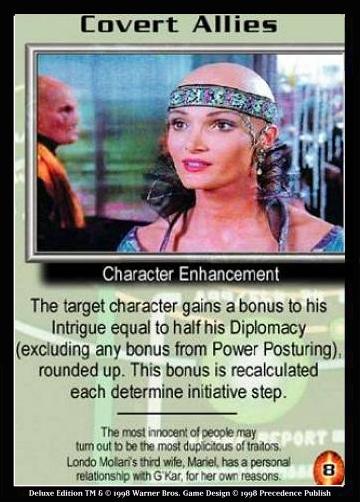 Covert Allies
Character Enhancement
The target character gains a bonus to his
Intrigue equal to half his Diplomacy
(excluding any bonus from Power Posturing),
rounded up. This bonus is recalculated
each determine initiative step.
The most innocent of people may
turn out to be the most duplicitous of traitors.
Londo Mollari's third wife, Mariel, has a personal
relationship with G'Kar, for her own reasons.
8
Deluxe Edition TM & © 1998 Warner Bros. Game Design © 1998 Precedence Publish